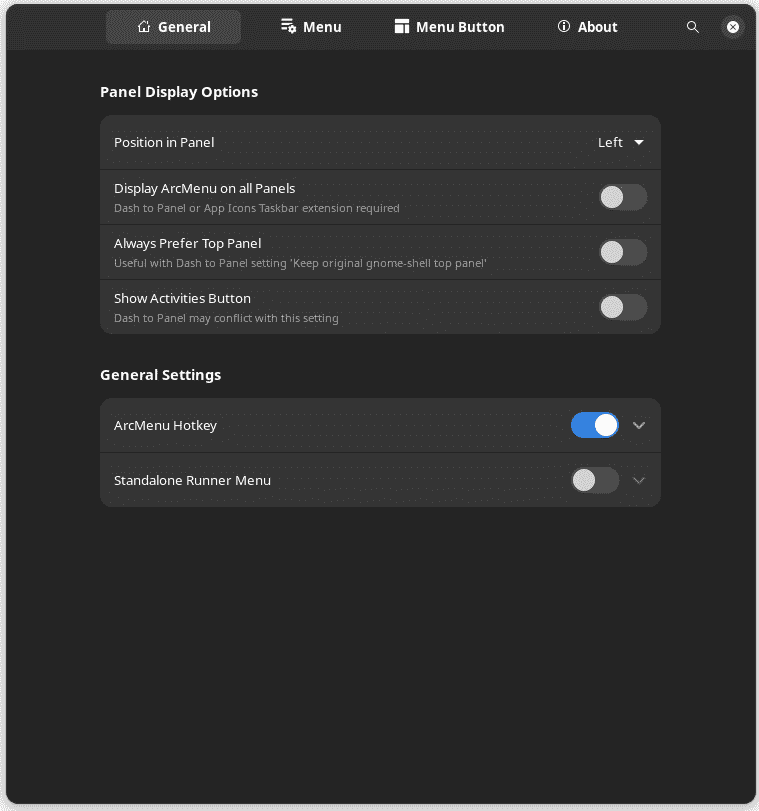 General Menu Menu Button About
Panel Display Options
Position in Panel Left
Display ArcMenu on all Panels
Dash to Panel or App Icons Taskbar extension required
Always Prefer Top Panel
Useful with Dash to Panel setting 'Keep original gnome-shell top panel'
Show Activities Button
Dash to Panel may conflict with this setting
General Settings
ArcMenu Hotkey
Standalone Runner Menu